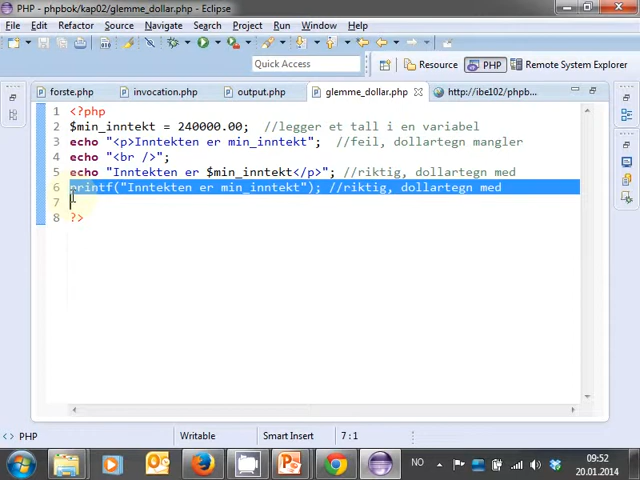 PHP - phpbok/kap02/glemme_dollar.php - Eclipse
File Edit Refactor Source Navigate Search Project Run Window Help
Quick Access Resource PHP Remote System Explorer
forste.php invocation.php output.php glemme_dollar.php http://ibe102/phpb...
1 <?php
2 $min_inntekt = 240000.00; //legger et tall i en variabel
3 echo "<p>Inntekten er min_inntekt"; //feil, dollartegn mangler
4 echo "<br />";
5 echo "Inntekten er $min_inntekt</p>"; //riktig, dollartegn med
6 printf("Inntekten er min_inntekt"); //riktig, dollartegn med
7
8 ?>
PHP Writable Smart Insert 7 : 1
NO 09:52
20.01.2014